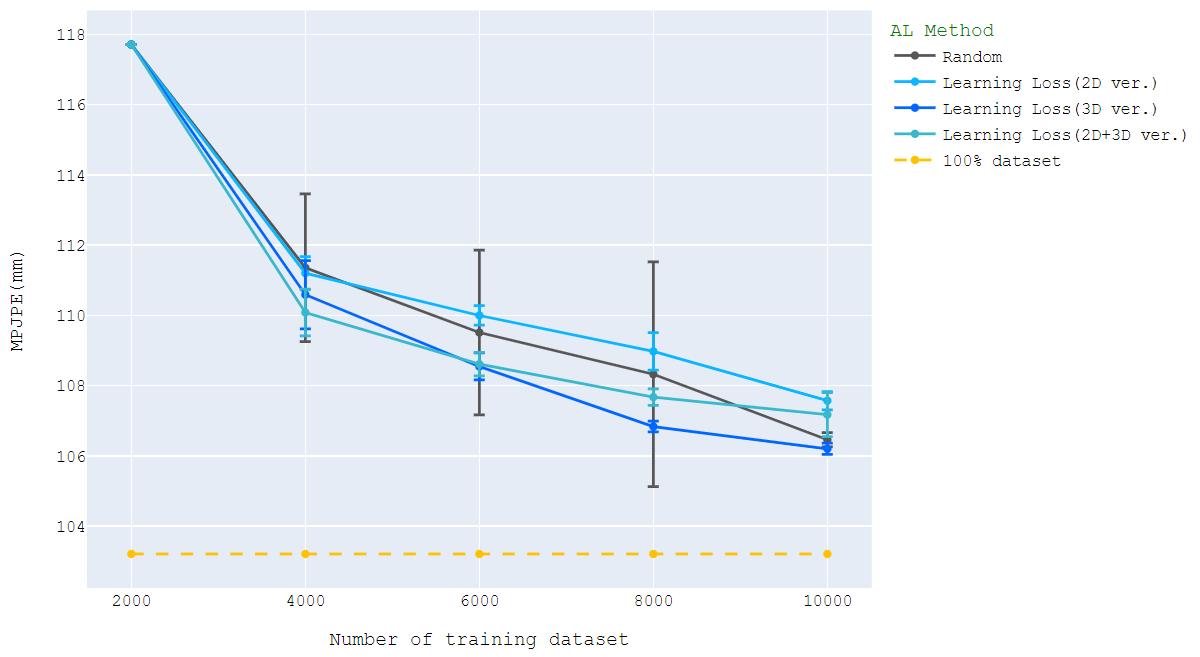 AL Method
Random
Learning Loss(2D ver.)
Learning Loss(3D ver.)
Learning Loss(2D+3D ver.)
100% dataset
MPJPE(mm)
118
116
114
112
110
108
106
104
2000 4000 6000 8000 10000
Number of training dataset